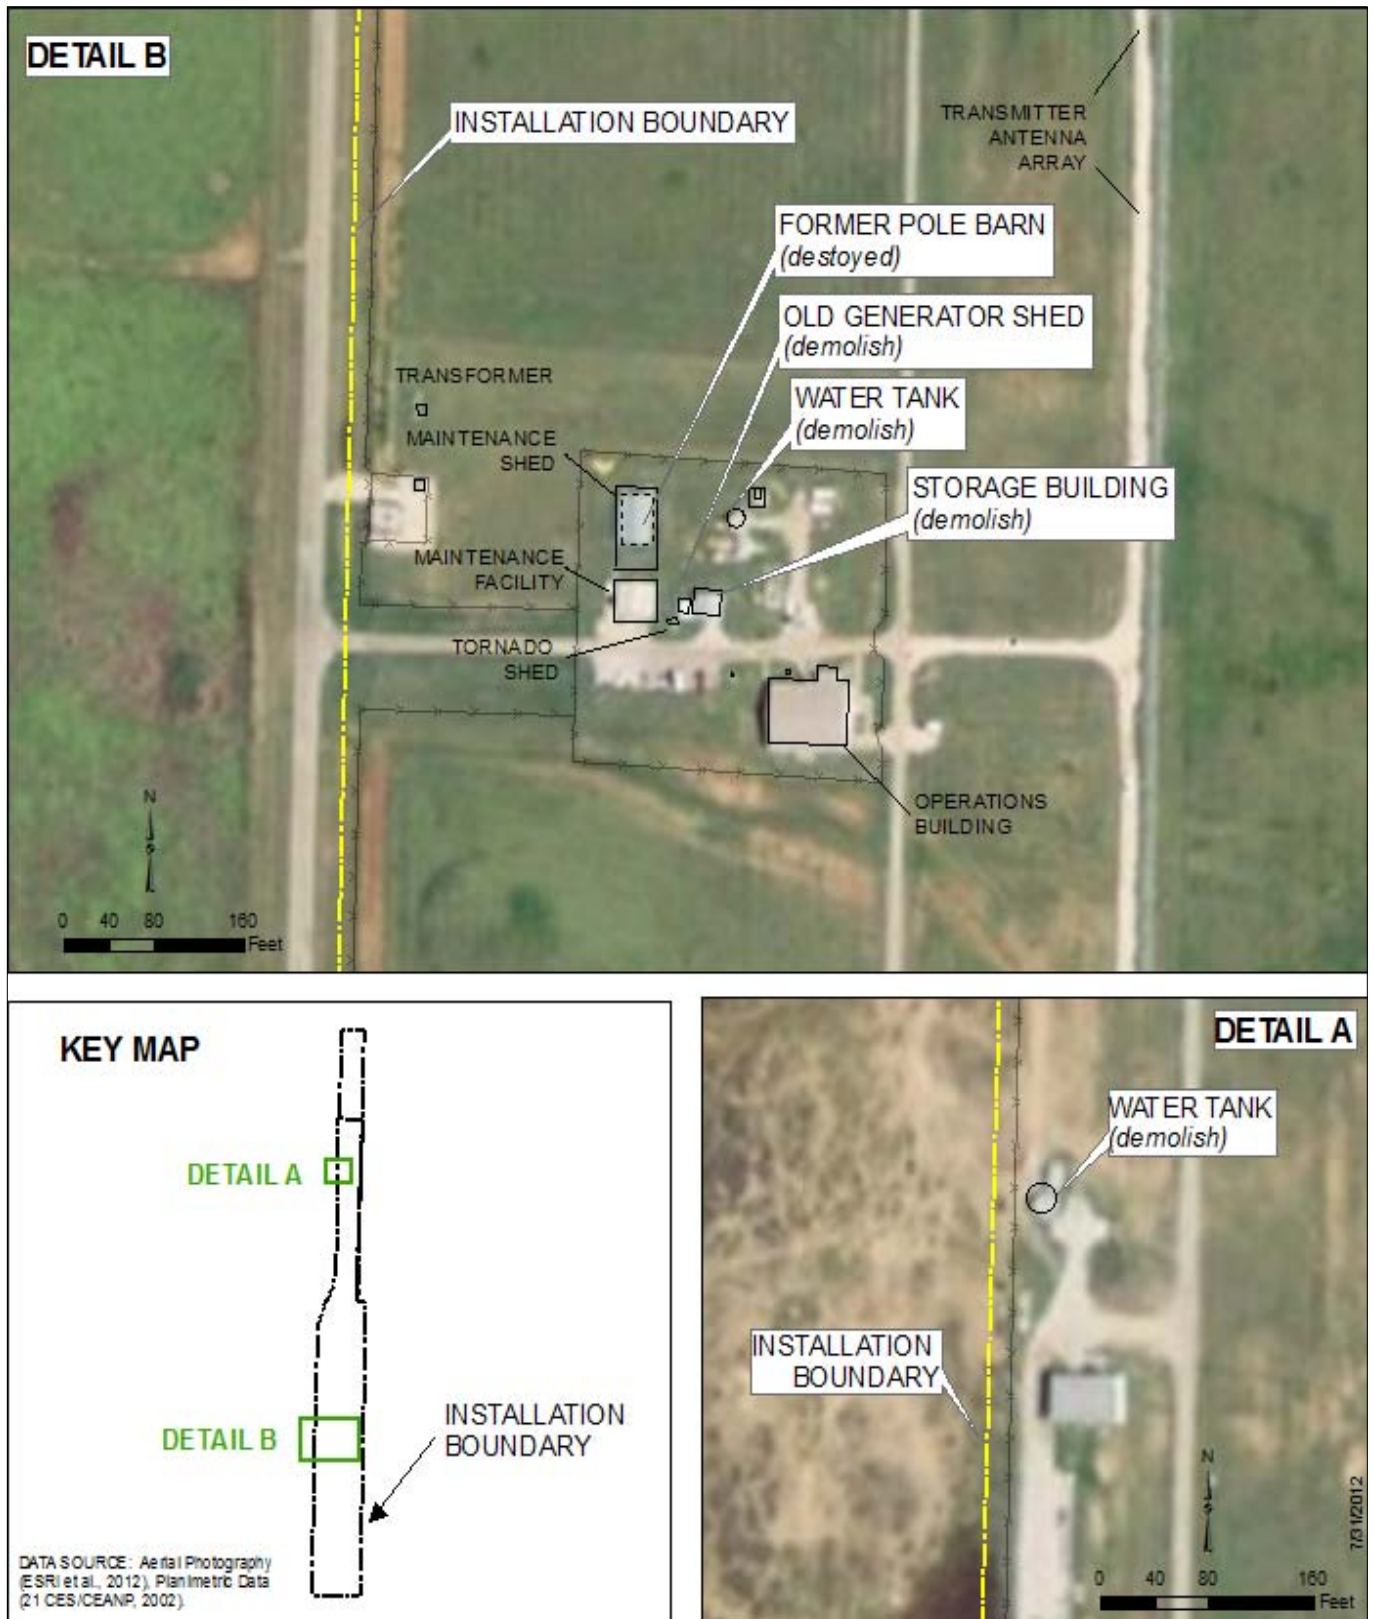 DETAIL B
INSTALLATION BOUNDARY
TRANSMITTER
ANTENNA
ARRAY
FORMER POLE BARN
(destoyed)
OLD GENERATOR SHED
(demolish)
TRANSFORMER
WATER TANK
(demolish)
MAINTENANCE
SHED
STORAGE BUILDING
(demolish)
MAINTENANCE
FACILITY
TORNADO
SHED
OPERATIONS
BUILDING
N
0 40 80 160
Feet
KEY MAP
DETAIL A
DETAIL B
INSTALLATION
BOUNDARY
DATA SOURCE: Aerial Photography
(ESRI et al., 2012), Planimetric Data
(21 CES/CEANP, 2002).
DETAIL A
WATER TANK
(demolish)
INSTALLATION
BOUNDARY
N
7/31/2012
0 40 80 160
Feet